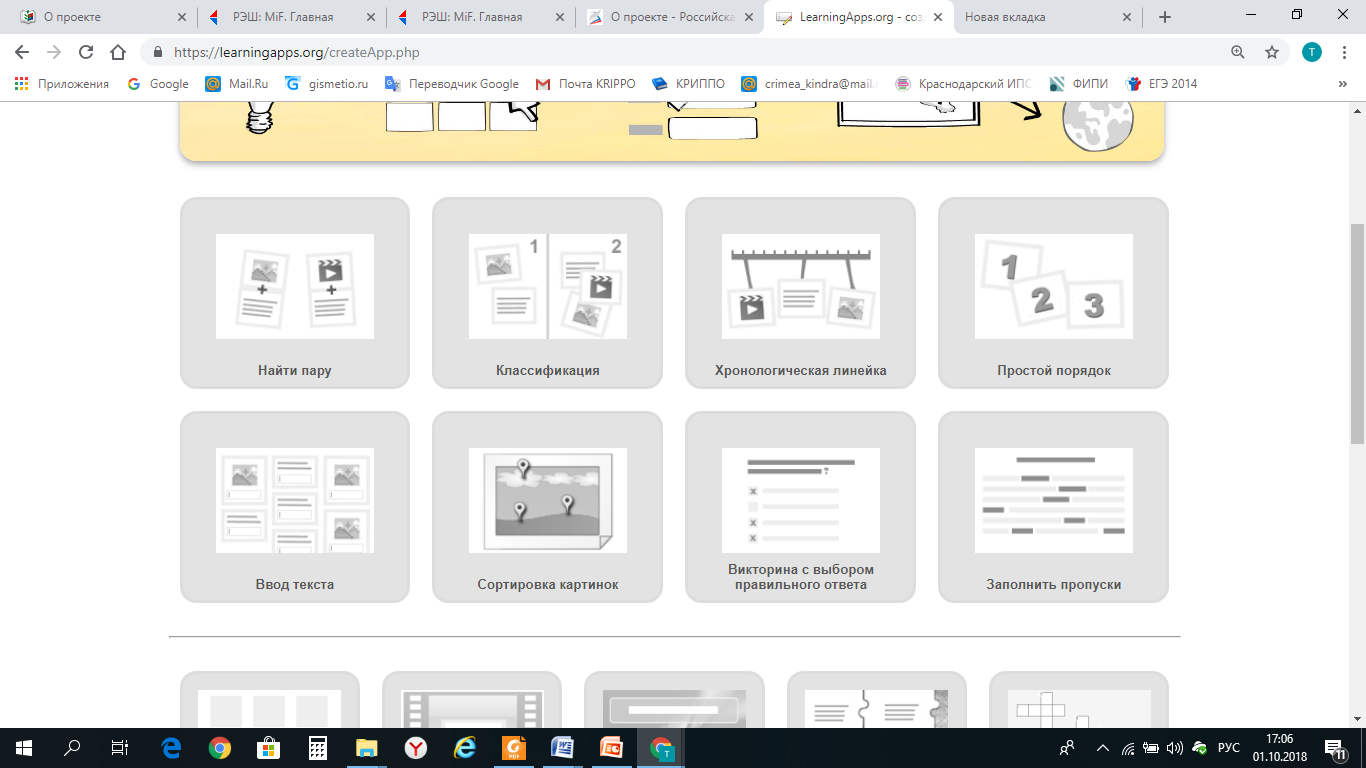 О проекте
РЭШ: MiF. Главная
РЭШ: MiF. Главная
О проекте - Российска
LearningApps.org - соз
Новая вкладка
https://learningapps.org/createApp.php
Т
Приложения
Google
Mail.Ru
gismetio.ru
Переводчик Google
Почта KRIPPO
КРИППО
crimea_kindra@mail.
Краснодарский ИПС
ФИПИ
ЕГЭ 2014
»
1
2
1
2
3
Найти пару
Классификация
Хронологическая линейка
Простой порядок
?
Ввод текста
Сортировка картинок
Викторина с выбором
правильного ответа
Заполнить пропуски
РУС
17:06
01.10.2018
11